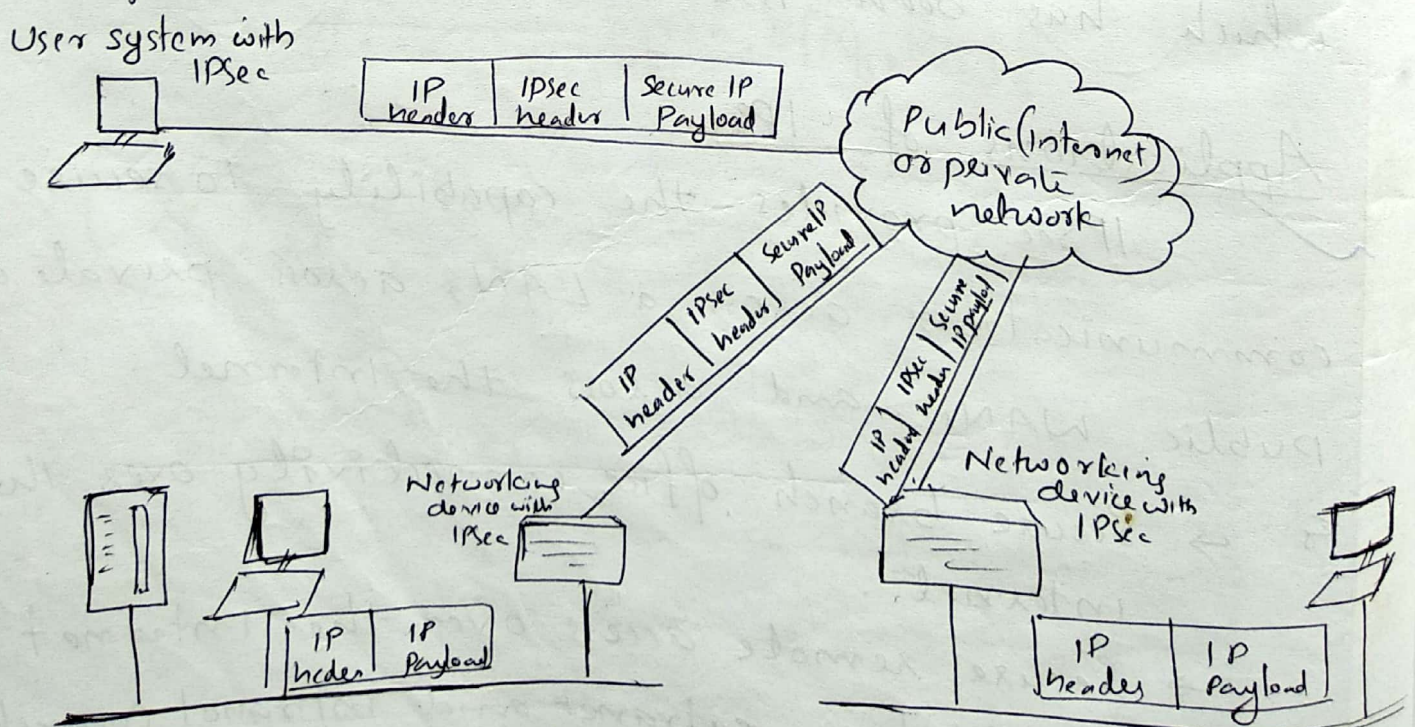 User system with
IPSec
IP
header
IPsec
header
Secure IP
Payload
Public (internet)
or private
network
IP
header
IPsec
header
Secure IP
Payload
IP
header
IPsec
header
Secure
IP paylod
Networking
device with
IPsec
Networking
device with
IPSec
IP
heder
IP
Payload
IP
header
IP
Payload